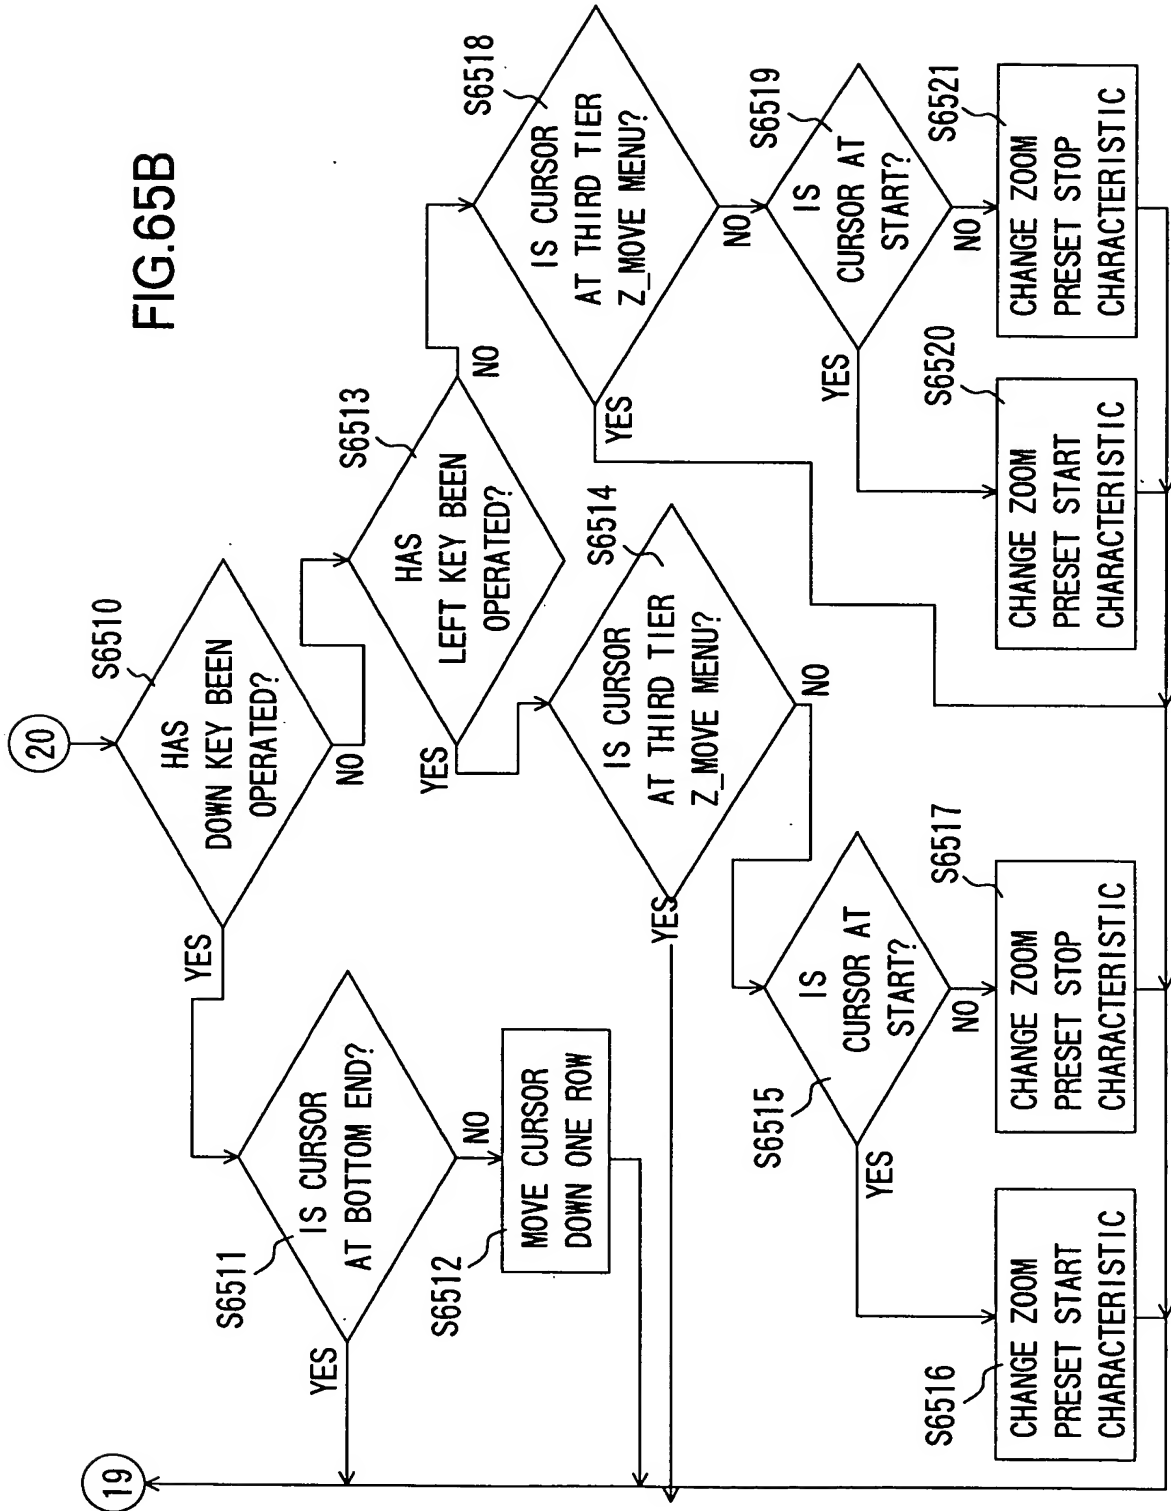 FIG.65B
20
S6510
HAS
DOWN KEY BEEN
OPERATED?
YES
NO
S6511
IS CURSOR
AT BOTTOM END?
YES
NO
S6512
MOVE CURSOR
DOWN ONE ROW
19
S6513
HAS
LEFT KEY BEEN
OPERATED?
YES
NO
S6514
IS CURSOR
AT THIRD TIER
Z_MOVE MENU?
YES
NO
S6515
IS
CURSOR AT
START?
YES
NO
S6516
CHANGE ZOOM
PRESET START
CHARACTERISTIC
S6517
CHANGE ZOOM
PRESET STOP
CHARACTERISTIC
S6518
IS CURSOR
AT THIRD TIER
Z_MOVE MENU?
YES
NO
S6519
IS
CURSOR AT
START?
YES
NO
S6520
CHANGE ZOOM
PRESET START
CHARACTERISTIC
S6521
CHANGE ZOOM
PRESET STOP
CHARACTERISTIC